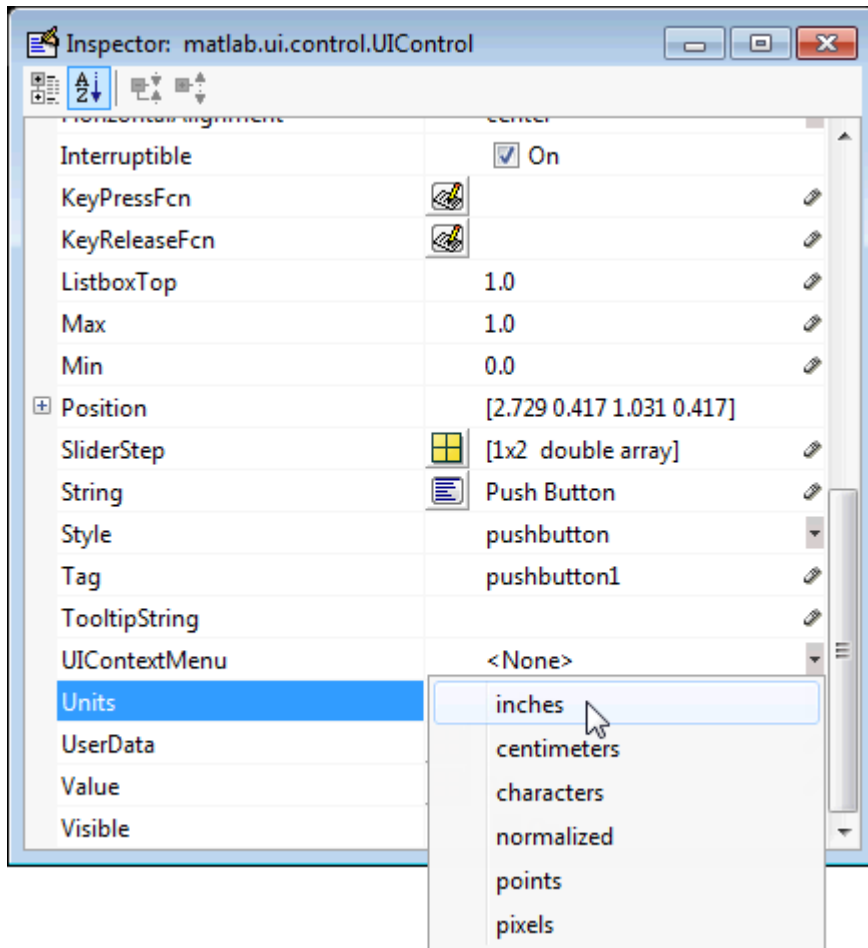 Inspector: matlab.ui.control.UIControl
HorizontalAlignment center
Interruptible On
KeyPressFcn
KeyReleaseFcn
ListboxTop 1.0
Max 1.0
Min 0.0
Position [2.729 0.417 1.031 0.417]
SliderStep [1x2 double array]
String Push Button
Style pushbutton
Tag pushbutton1
TooltipString
UIContextMenu <None>
Units inches
UserData centimeters
Value characters
Visible normalized
points
pixels